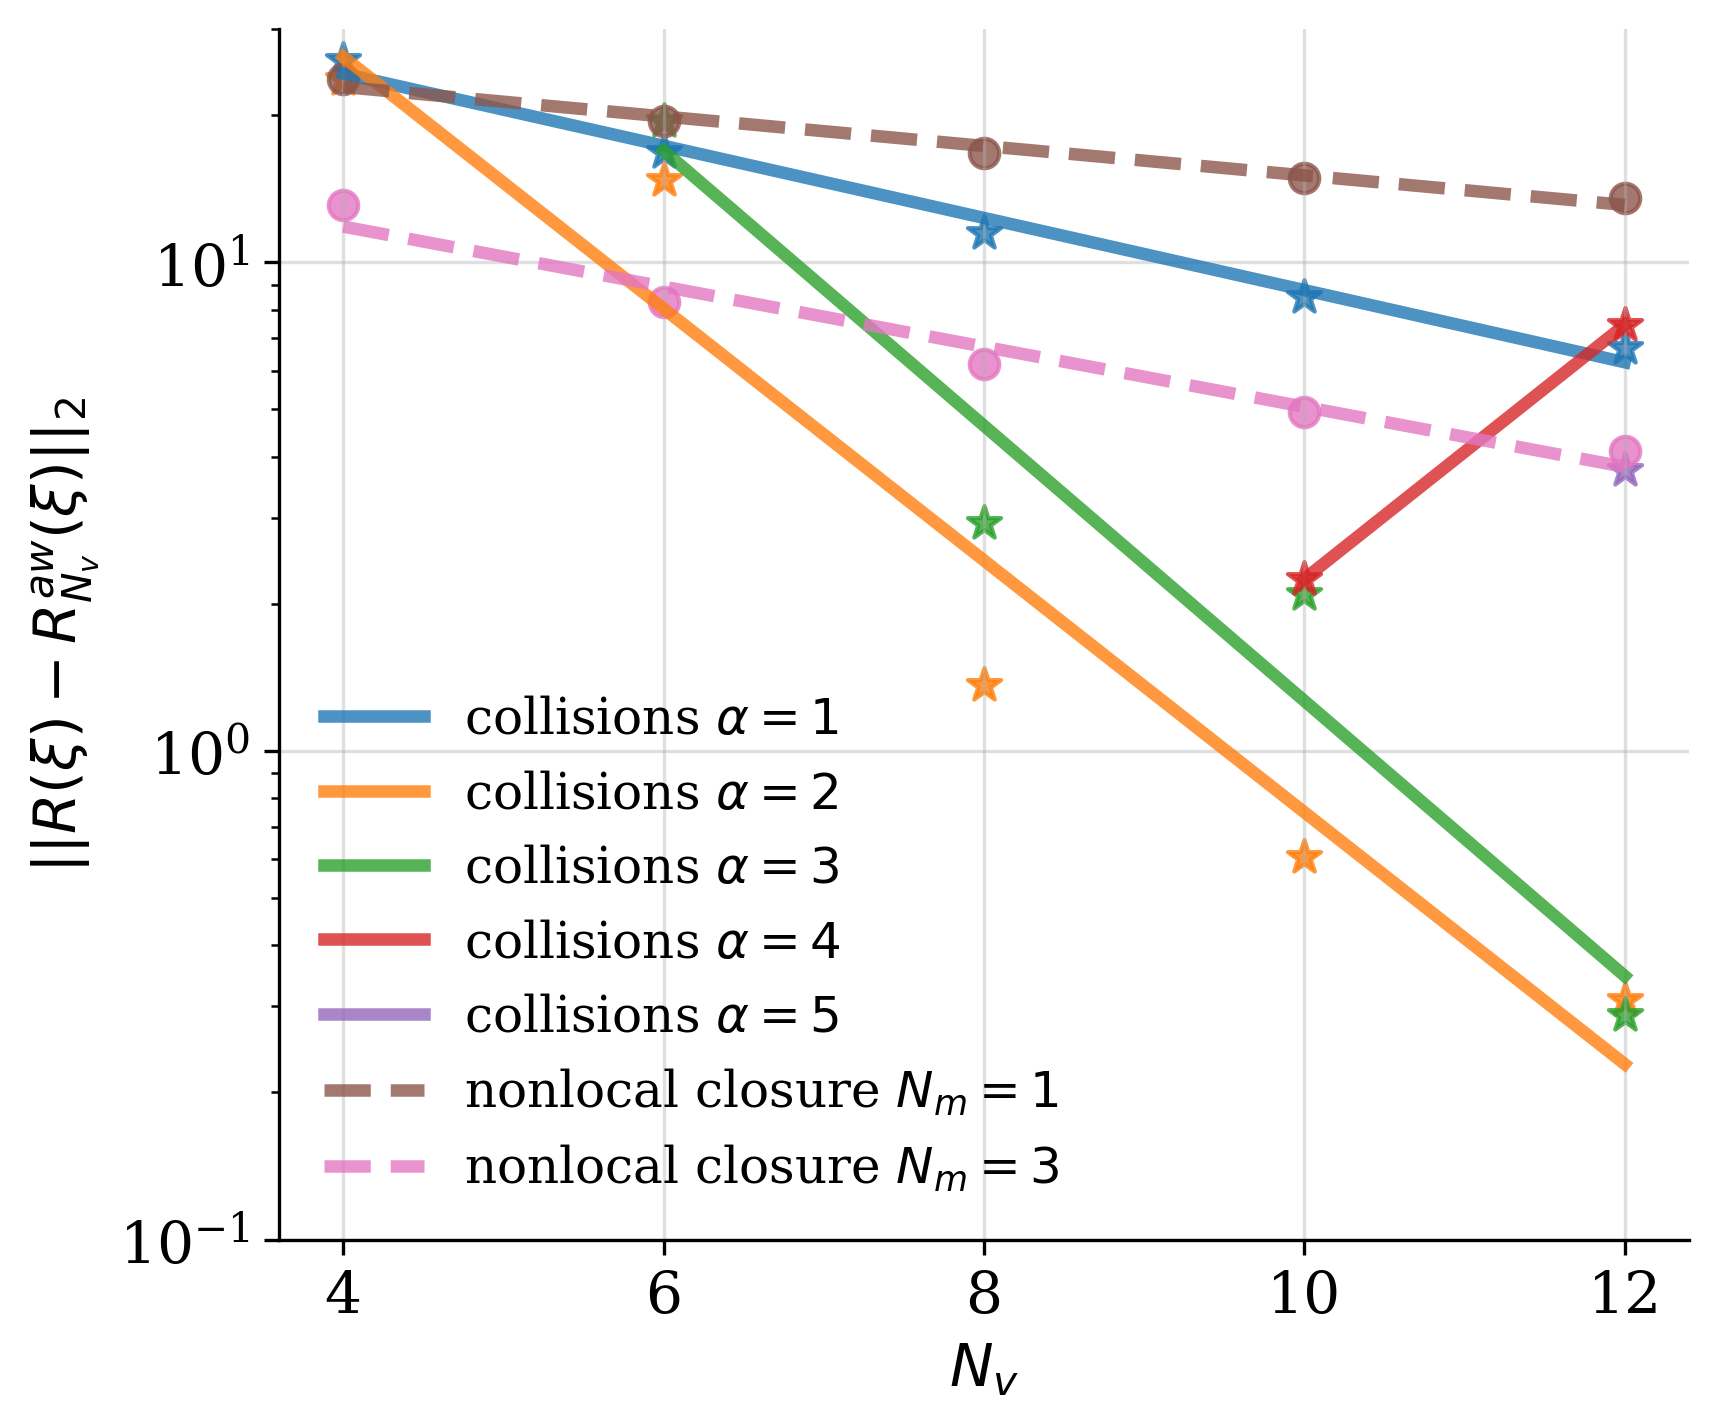 ||R(ξ) − R^{aw}_{N_v}(ξ)||_2
10^1
10^0
10^{−1}
collisions α = 1
collisions α = 2
collisions α = 3
collisions α = 4
collisions α = 5
nonlocal closure N_m = 1
nonlocal closure N_m = 3
4 6 8 10 12
N_v